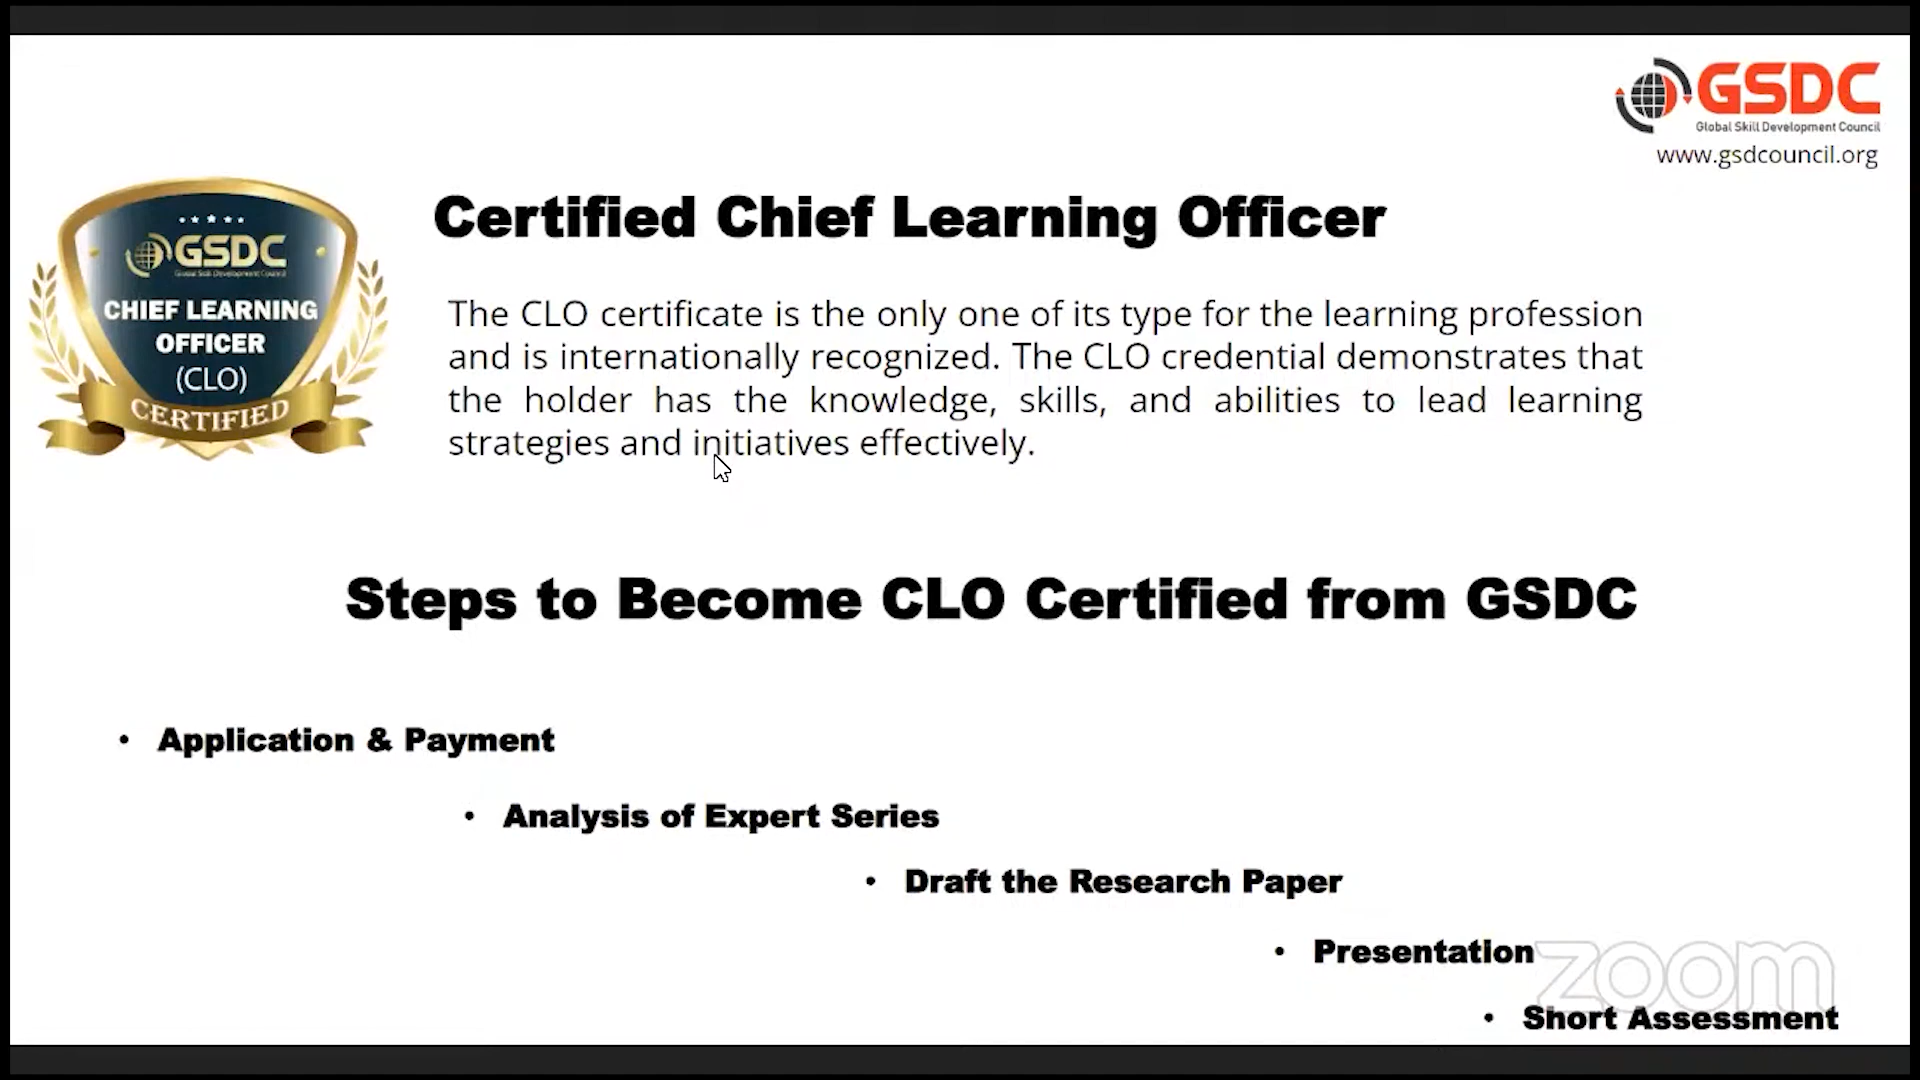 GSDC
Global Skill Development Council
www.gsdcouncil.org
GSDC
Global Skill Development Council
CHIEF LEARNING
OFFICER
(CLO)
CERTIFIED
Certified Chief Learning Officer
The CLO certificate is the only one of its type for the learning profession
and is internationally recognized. The CLO credential demonstrates that
the holder has the knowledge, skills, and abilities to lead learning
strategies and initiatives effectively.
Steps to Become CLO Certified from GSDC
• Application & Payment
• Analysis of Expert Series
• Draft the Research Paper
• Presentation
zoom
• Short Assessment